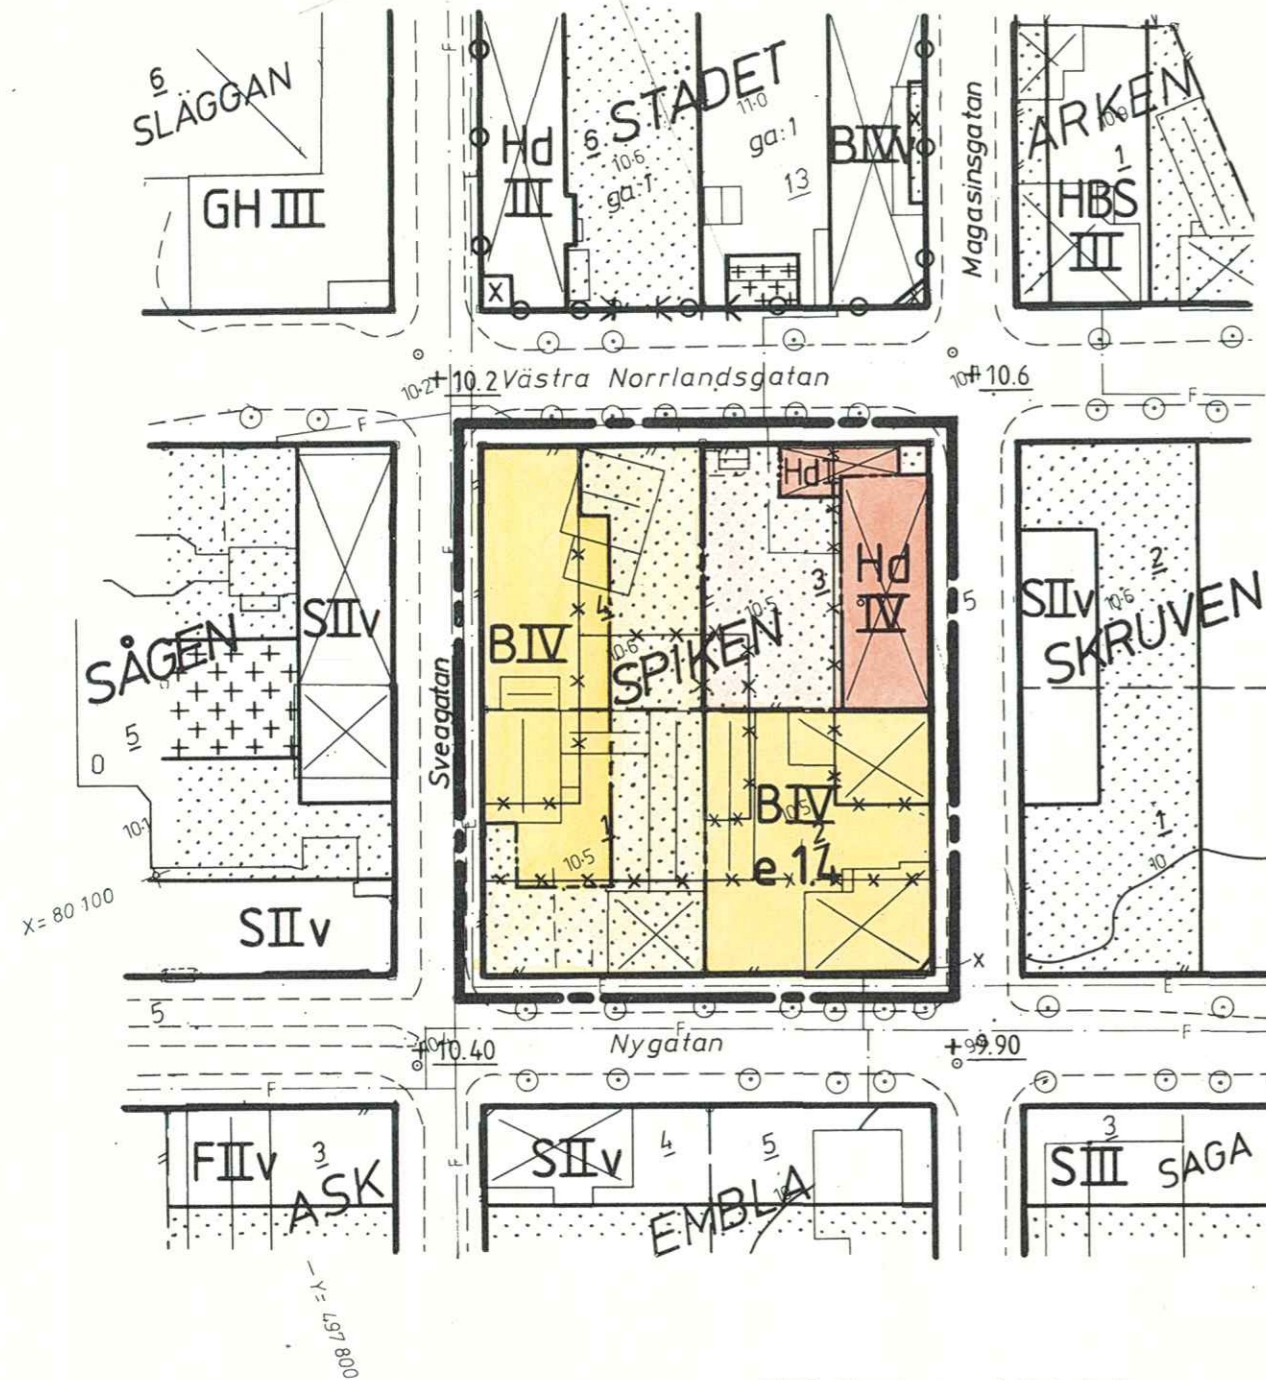 6
SLÄGGAN
GH III
Hd
III
6
STADET
10.6
ga:1
11.0
ga:1
13
BIV
X
X
Magasinsgatan
ARKEN
1
HBS
III
10.2
+10.2
Västra Norrlandsgatan
+10.6
F
F
SÅGEN
SIIv
5
0
10.1
X= 80 100
SIIv
Sveagatan
F
BIV
4
10.6
SPIKEN
10.5
3
Hd I
Hd
IV
5
1
10.5
BIV
10.5
2
e 1.4
X
SIIv
10.6
2
SKRUVEN
1
10
5
E
F
E
F
+10.40
Nygatan
+9.90
F
FIIv
3
ASK
SIIv
4
5
EMBLA
3
SIII
SAGA
F
Y= 497 800